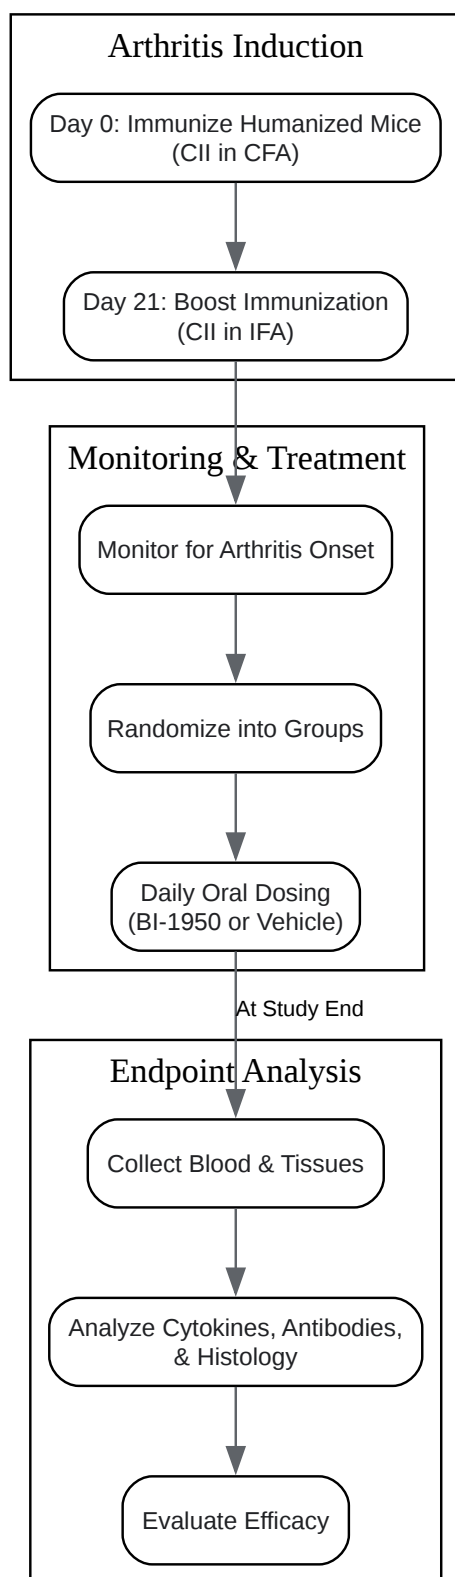 Arthritis Induction
Day 0: Immunize Humanized Mice
(CII in CFA)
Day 21: Boost Immunization
(CII in IFA)
Monitoring & Treatment
Monitor for Arthritis Onset
Randomize into Groups
Daily Oral Dosing
(BI-1950 or Vehicle)
At Study End
Endpoint Analysis
Collect Blood & Tissues
Analyze Cytokines, Antibodies,
& Histology
Evaluate Efficacy